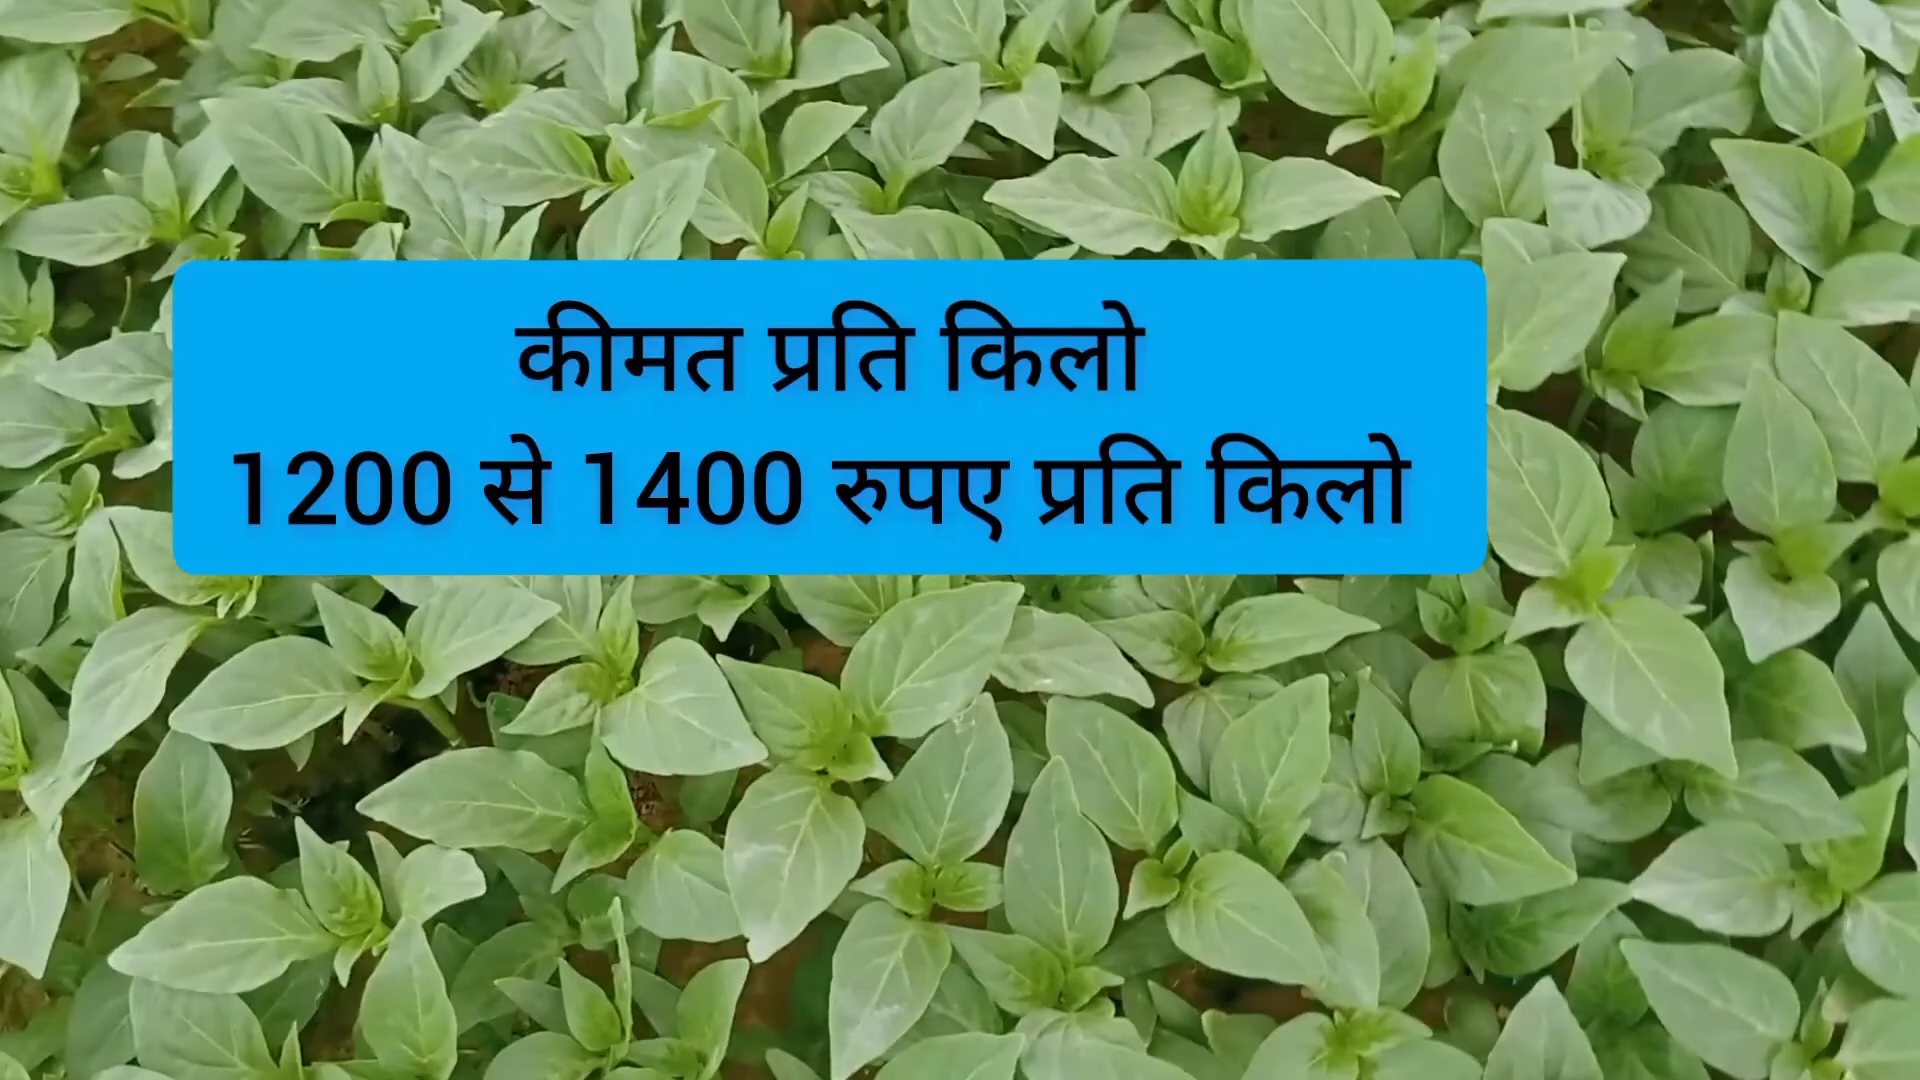 कीमत प्रति किलो
1200 से 1400 रुपए प्रति किलो